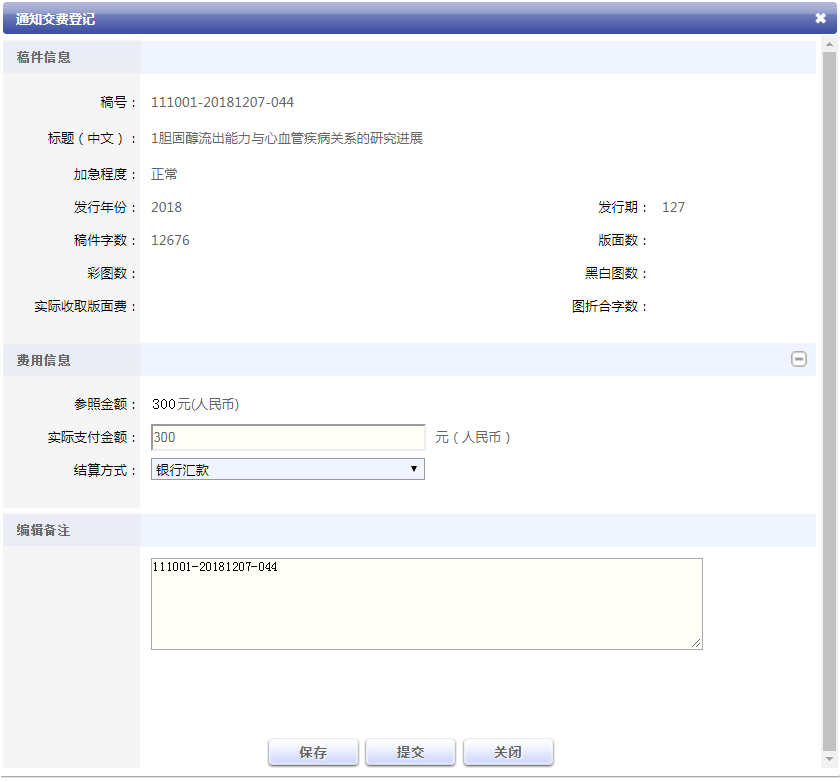 通知交费登记
稿件信息
稿号： 111001-20181207-044
标题（中文）： 1胆固醇流出能力与心血管疾病关系的研究进展
加急程度： 正常
发行年份： 2018 发行期： 127
稿件字数： 12676 版面数：
彩图数： 黑白图数：
实际收取版面费： 图折合字数：
费用信息
参照金额： 300元(人民币)
实际支付金额： 300 元（人民币）
结算方式： 银行汇款
编辑备注
111001-20181207-044
保存 提交 关闭